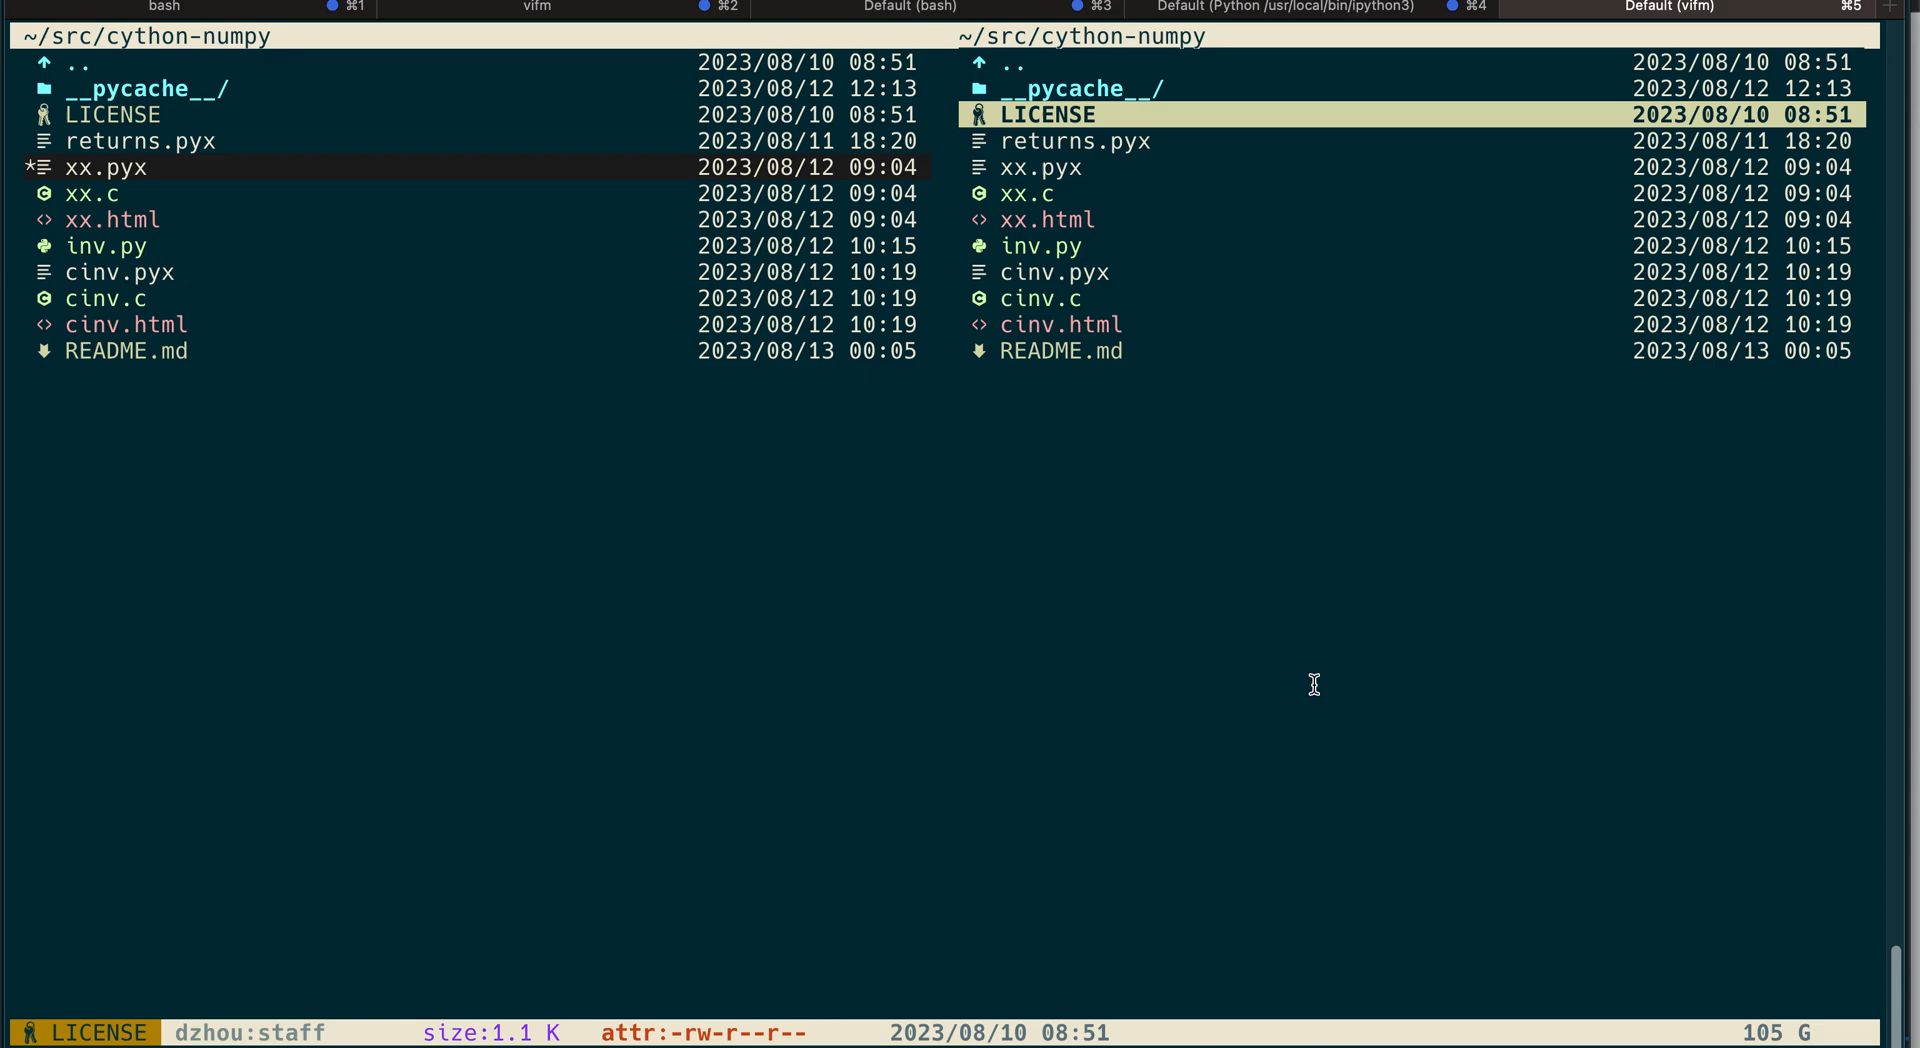 bash ⌘1 vifm ⌘2 Default (bash) ⌘3 Default (Python /usr/local/bin/ipython3) ⌘4 Default (vifm) ⌘5
~/src/cython-numpy ~/src/cython-numpy
.. 2023/08/10 08:51 .. 2023/08/10 08:51
__pycache__/ 2023/08/12 12:13 __pycache__/ 2023/08/12 12:13
LICENSE 2023/08/10 08:51 LICENSE 2023/08/10 08:51
returns.pyx 2023/08/11 18:20 returns.pyx 2023/08/11 18:20
* xx.pyx 2023/08/12 09:04 xx.pyx 2023/08/12 09:04
xx.c 2023/08/12 09:04 xx.c 2023/08/12 09:04
xx.html 2023/08/12 09:04 xx.html 2023/08/12 09:04
inv.py 2023/08/12 10:15 inv.py 2023/08/12 10:15
cinv.pyx 2023/08/12 10:19 cinv.pyx 2023/08/12 10:19
cinv.c 2023/08/12 10:19 cinv.c 2023/08/12 10:19
cinv.html 2023/08/12 10:19 cinv.html 2023/08/12 10:19
README.md 2023/08/13 00:05 README.md 2023/08/13 00:05
LICENSE dzhou:staff size:1.1 K attr:-rw-r--r-- 2023/08/10 08:51 105 G